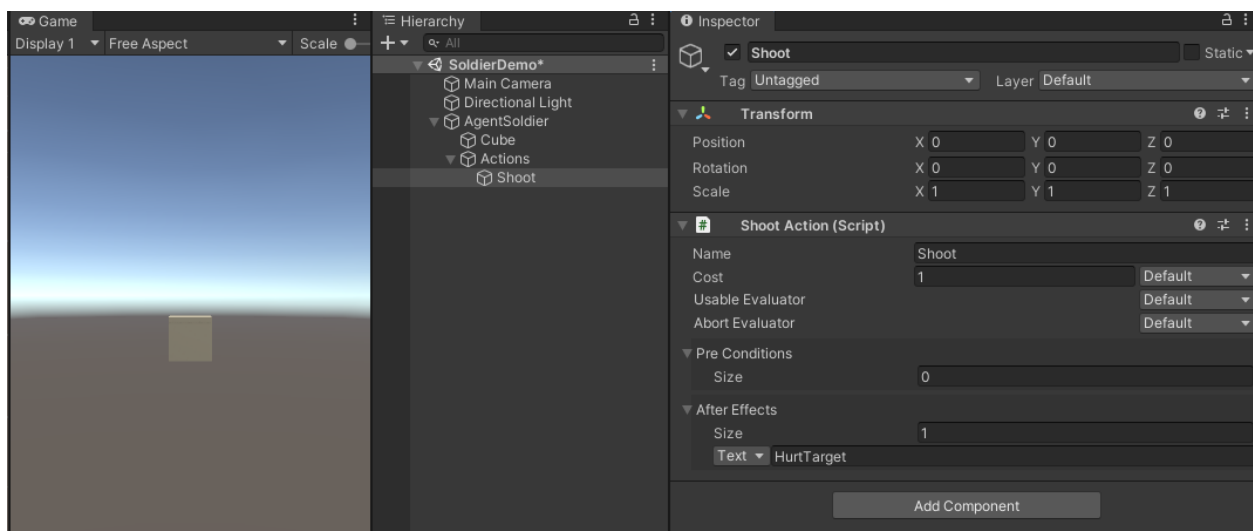 Game
Display 1 Free Aspect Scale
Hierarchy
All
SoldierDemo*
Main Camera
Directional Light
AgentSoldier
Cube
Actions
Shoot
Inspector
Shoot Static
Tag Untagged Layer Default
Transform
Position X 0 Y 0 Z 0
Rotation X 0 Y 0 Z 0
Scale X 1 Y 1 Z 1
# Shoot Action (Script)
Name Shoot
Cost 1 Default
Usable Evaluator Default
Abort Evaluator Default
Pre Conditions
Size 0
After Effects
Size 1
Text HurtTarget
Add Component